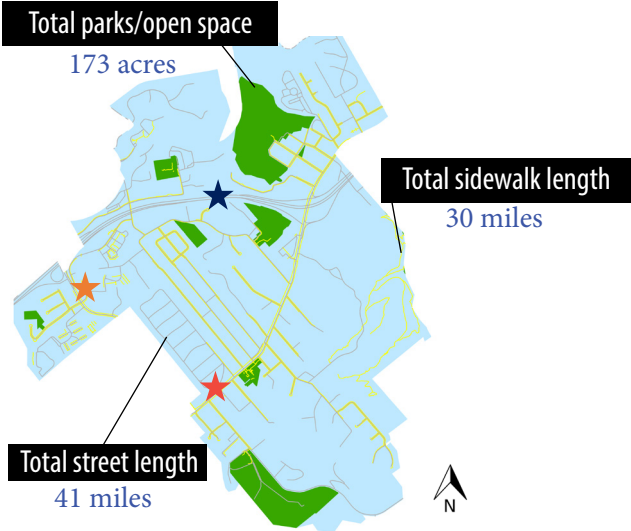 Total parks/open space
173 acres
Total sidewalk length
30 miles
Total street length
41 miles
N